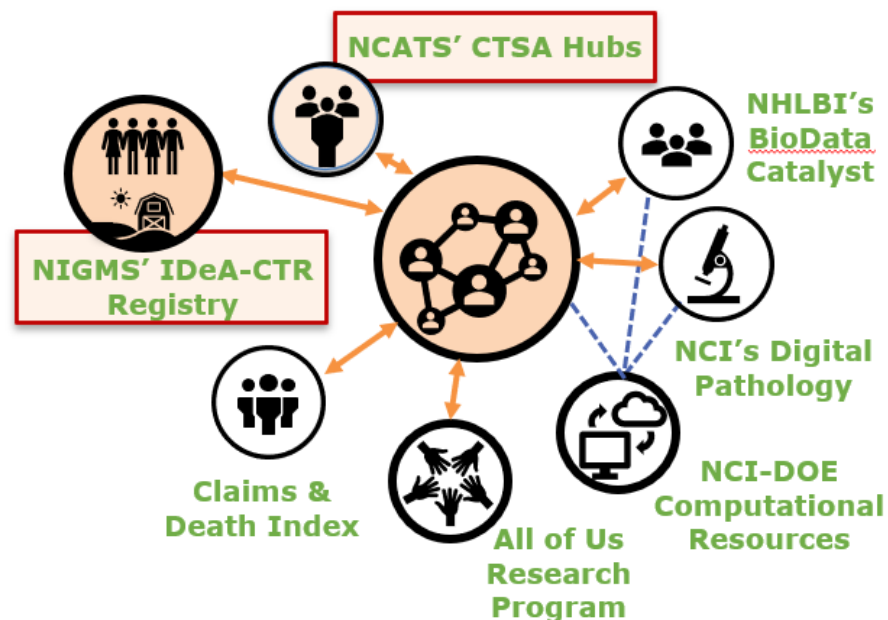 NCATS’ CTSA Hubs
NHLBI’s
BioData
Catalyst
NIGMS’ IDeA-CTR
Registry
NCI’s Digital
Pathology
Claims &
Death Index
All of Us
Research
Program
NCI-DOE
Computational
Resources